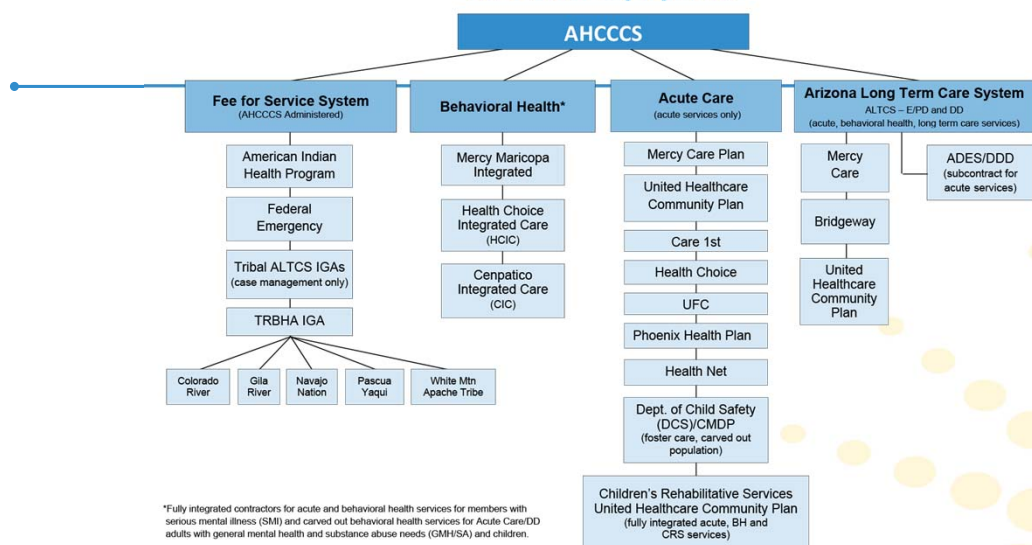 AHCCCS
Fee for Service System
(AHCCCS Administered)
American Indian
Health Program
Federal
Emergency
Tribal ALTCS IGAs
(case management only)
TRBHA IGA
Colorado
River
Gila
River
Navajo
Nation
Pascua
Yaqui
White Mtn
Apache Tribe
Behavioral Health*
Mercy Maricopa
Integrated
Health Choice
Integrated Care
(HCIC)
Cenpatico
Integrated Care
(CIC)
Acute Care
(acute services only)
Mercy Care Plan
United Healthcare
Community Plan
Care 1st
Health Choice
UFC
Phoenix Health Plan
Health Net
Dept. of Child Safety
(DCS)/CMDP
(foster care, carved out
population)
Children's Rehabilitative Services
United Healthcare Community Plan
(fully integrated acute, BH and
CRS services)
Arizona Long Term Care System
ALTCS – E/PD and DD
(acute, behavioral health, long term care services)
Mercy
Care
Bridgeway
United
Healthcare
Community
Plan
ADES/DDD
(subcontract for
acute services)
*Fully integrated contractors for acute and behavioral health services for members with
serious mental illness (SMI) and carved out behavioral health services for Acute Care/DD
adults with general mental health and substance abuse needs (GMH/SA) and children.